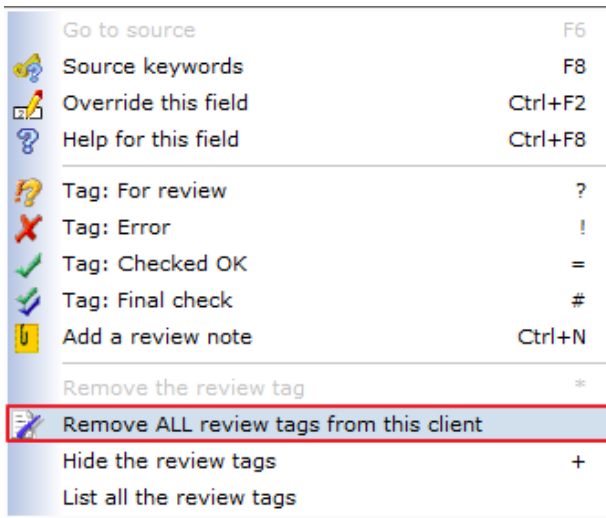 Go to source F6
Source keywords F8
Override this field Ctrl+F2
Help for this field Ctrl+F8
Tag: For review ?
Tag: Error !
Tag: Checked OK =
Tag: Final check #
Add a review note Ctrl+N
Remove the review tag *
Remove ALL review tags from this client
Hide the review tags +
List all the review tags